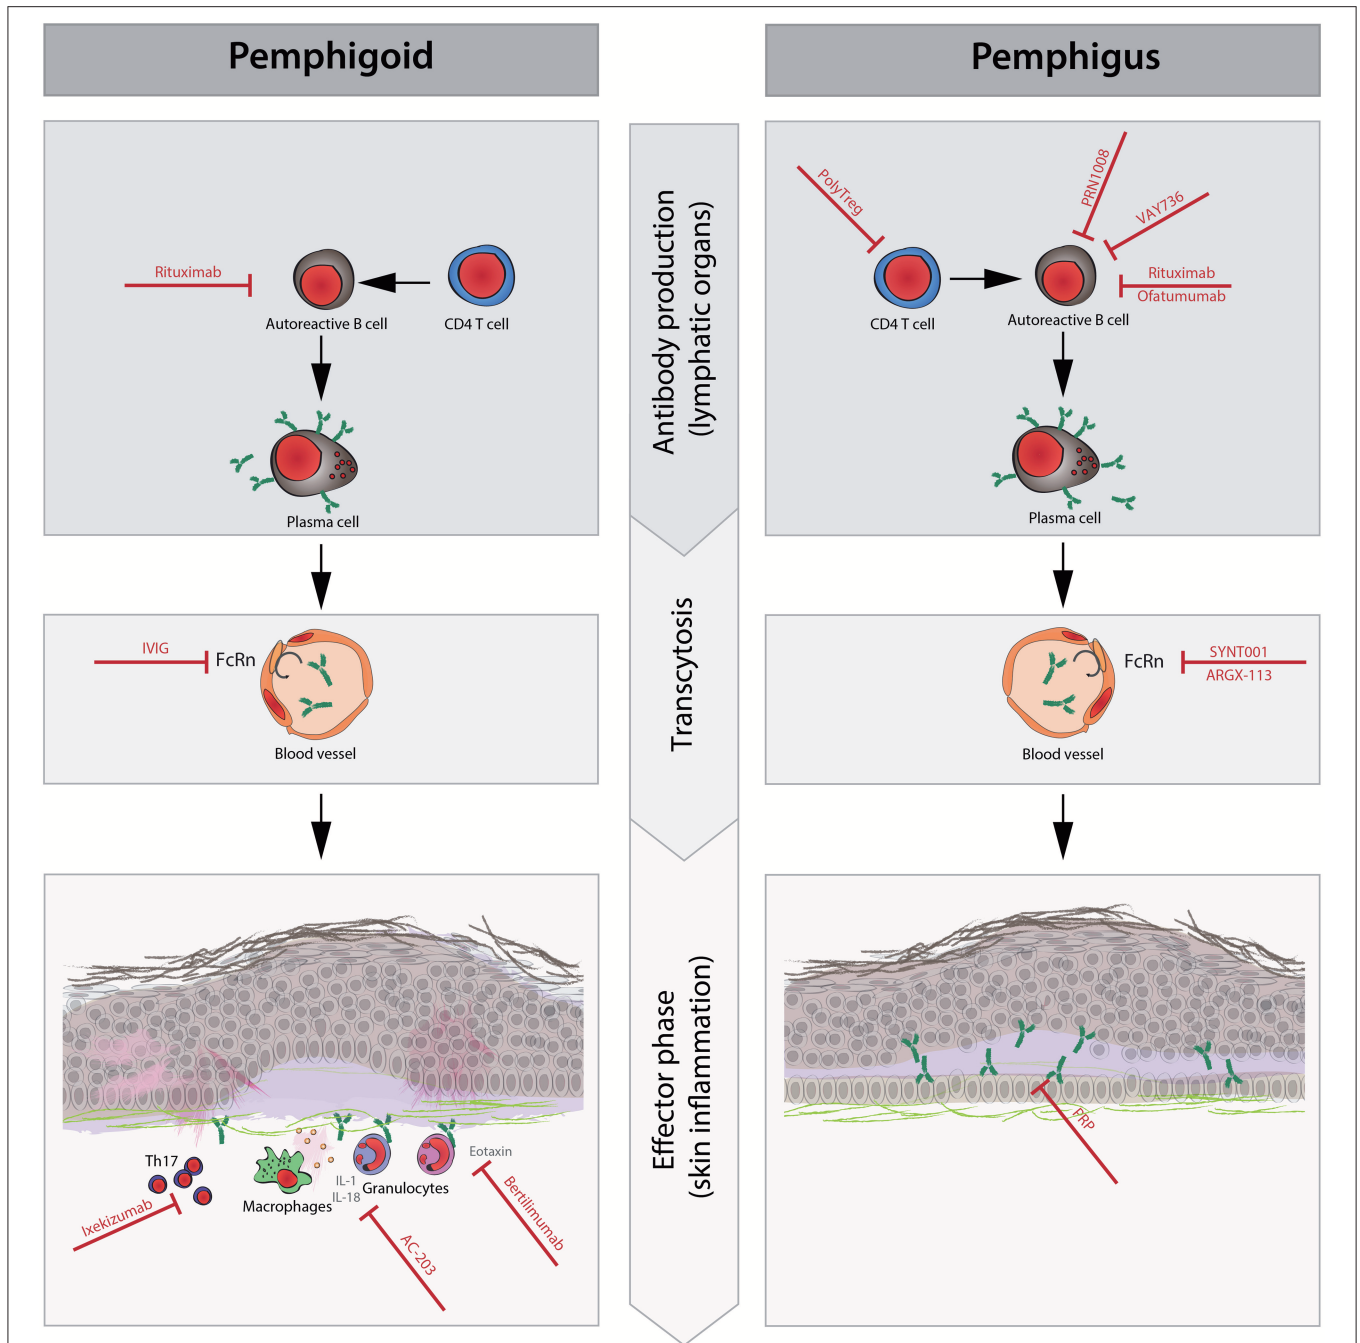 Pemphigoid
Pemphigus
Antibody production
(lymphatic organs)
Rituximab
Autoreactive B cell
CD4 T cell
Plasma cell
PolyTreg
PRN1008
VAY736
Rituximab
Ofatumumab
CD4 T cell
Autoreactive B cell
Plasma cell
Transcytosis
IVIG
FcRn
Blood vessel
FcRn
SYNT001
ARGX-113
Blood vessel
Effector phase
(skin inflammation)
Th17
Ixekizumab
Macrophages
IL-1
IL-18
Granulocytes
Eotaxin
AC-203
Bertilimumab
PRP